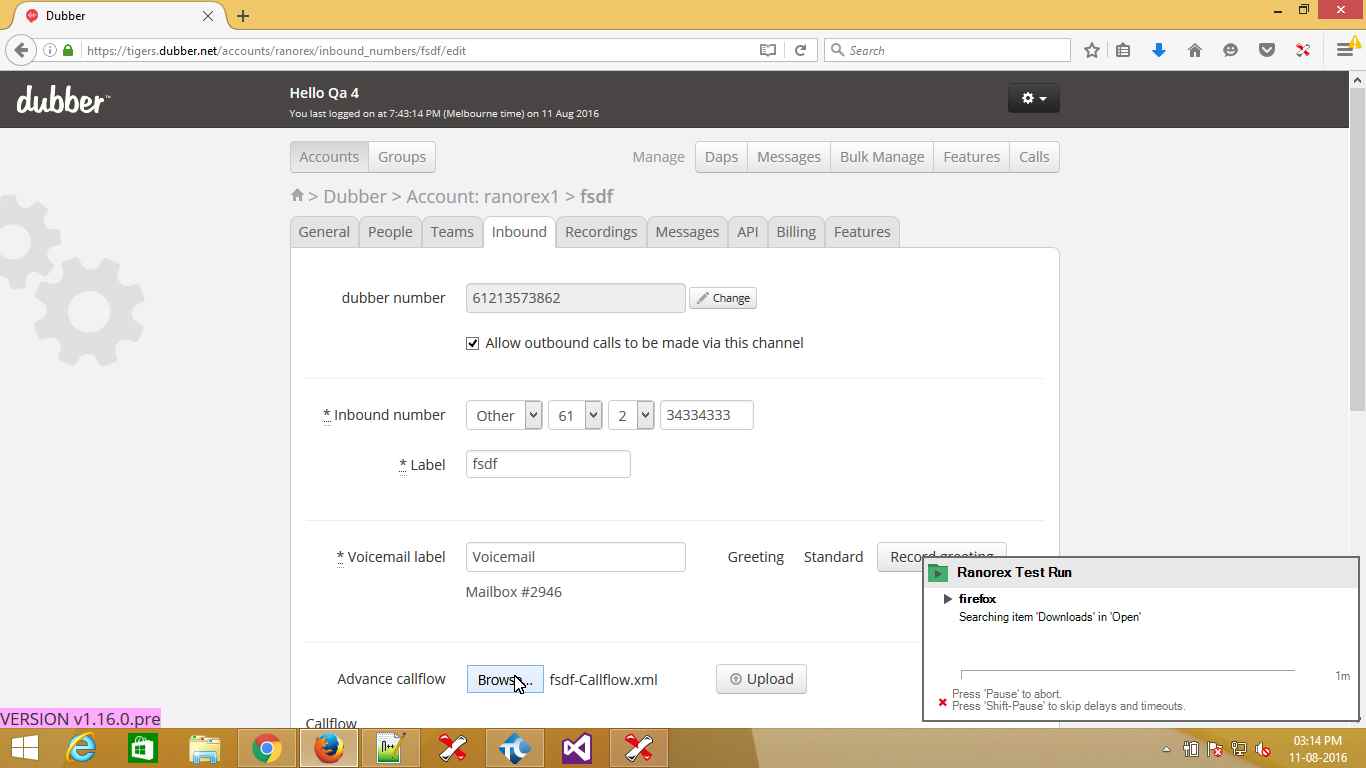 Dubber
https://tigers.dubber.net/accounts/ranorex/inbound_numbers/fsdf/edit
Search
dubber™
Hello Qa 4
You last logged on at 7:43:14 PM (Melbourne time) on 11 Aug 2016
Accounts Groups Manage Daps Messages Bulk Manage Features Calls
> Dubber > Account: ranorex1 > fsdf
General People Teams Inbound Recordings Messages API Billing Features
dubber number 61213573862 Change
Allow outbound calls to be made via this channel
* Inbound number Other 61 2 34334333
* Label fsdf
* Voicemail label Voicemail Greeting Standard Record greeting
Mailbox #2946
Ranorex Test Run
firefox
Searching item 'Downloads' in 'Open'
1m
Press 'Pause' to abort.
Press 'Shift-Pause' to skip delays and timeouts.
Advance callflow Browse... fsdf-Callflow.xml Upload
Callflow
VERSION v1.16.0.pre
03:14 PM
11-08-2016